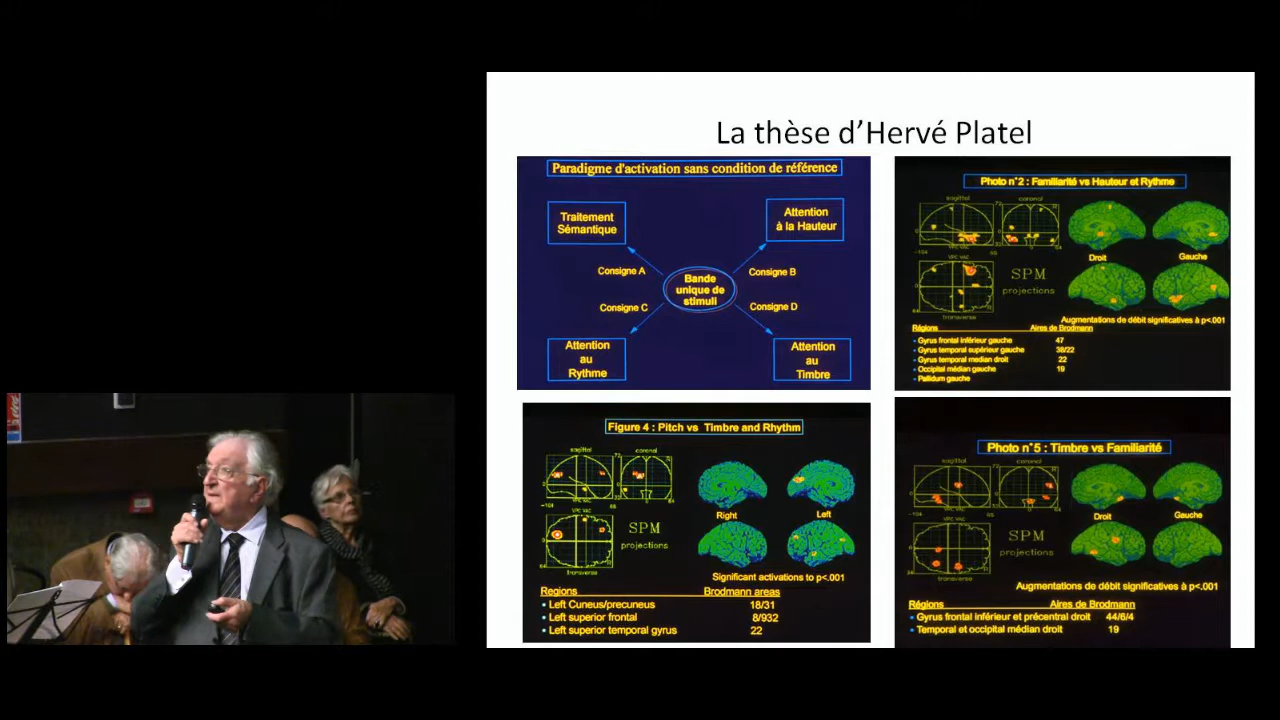 La thèse d'Hervé Platel
Paradigme d'activation sans condition de référence
Traitement
Sémantique
Attention
à la Hauteur
Consigne A
Consigne B
Bande
unique de
stimuli
Consigne C
Consigne D
Attention
au
Rythme
Attention
au
Timbre
Photo n°2 : Familiarité vs Hauteur et Rythme
sagittal
coronal
VPC VAC
Droit
Gauche
SPM
projections
transverse
Augmentations de débit significatives à p<.001
Régions
Aires de Brodmann
• Gyrus frontal inférieur gauche 47
• Gyrus temporal supérieur gauche 38/22
• Gyrus temporal median droit 22
• Occipital médian gauche 19
• Pallidum gauche
Figure 4 : Pitch vs Timbre and Rhythm
sagittal
coronal
VPC VAC
Right
Left
SPM
projections
transverse
Significant activations to p<.001
Regions
Brodmann areas
• Left Cuneus/precuneus 18/31
• Left superior frontal 8/932
• Left superior temporal gyrus 22
Photo n°5 : Timbre vs Familiarité
sagittal
coronal
VPC VAC
Droit
Gauche
SPM
projections
transverse
Augmentations de débit significatives à p<.001
Régions
Aires de Brodmann
• Gyrus frontal inférieur et précentral droit 44/6/4
• Temporal et occipital médian droit 19